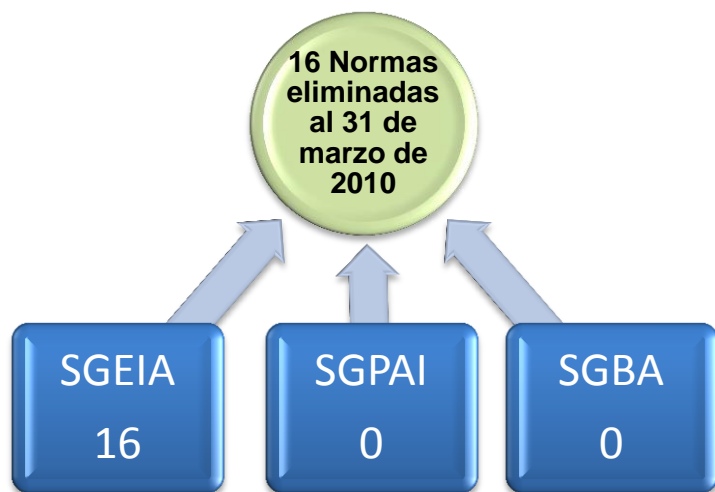 16 Normas
eliminadas
al 31 de
marzo de
2010
SGEIA
16
SGPAI
0
SGBA
0